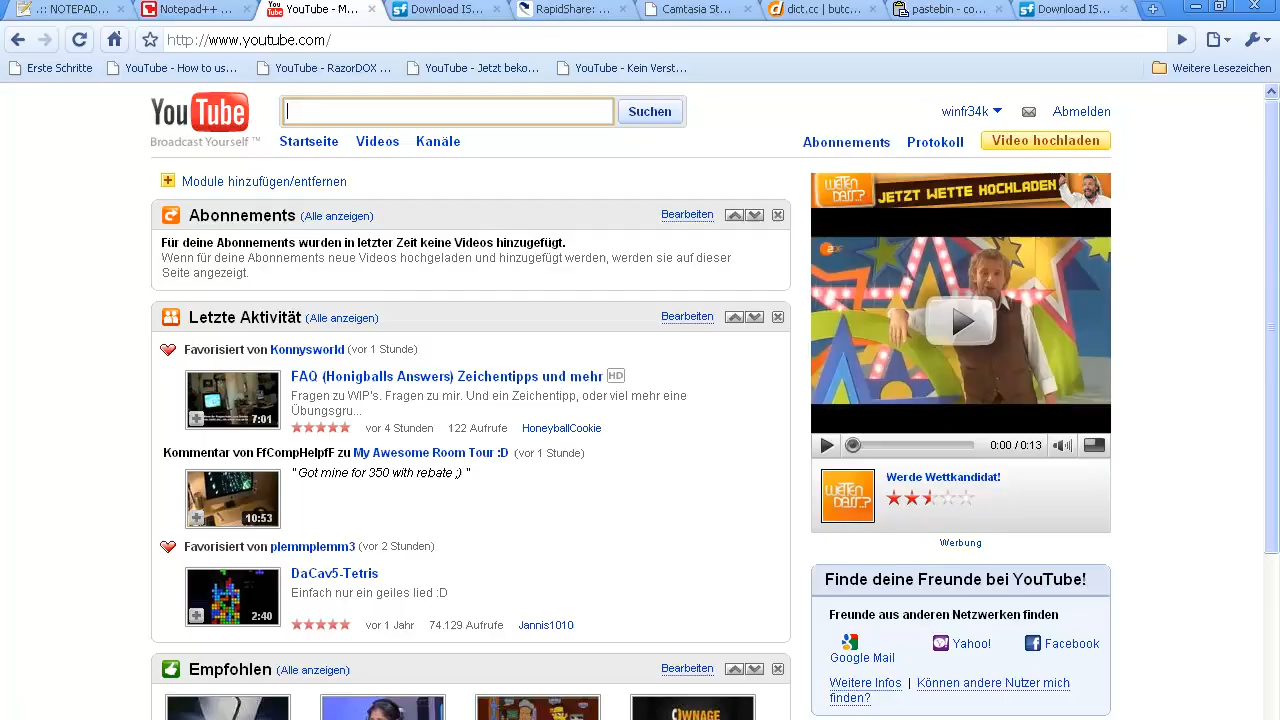 :: NOTEPAD...
Notepad++ ...
YouTube - M...
Download IS...
RapidShare: ...
Camtasia St...
dict.cc | buc...
pastebin - c...
Download IS...
http://www.youtube.com/
Erste Schritte
YouTube - How to us...
YouTube - RazorDOX ...
YouTube - Jetzt beko...
YouTube - Kein Verst...
Weitere Lesezeichen
YouTube
Broadcast Yourself ™
Suchen
winfr34k
Abmelden
Startseite Videos Kanäle
Abonnements Protokoll Video hochladen
Module hinzufügen/entfernen
Abonnements (Alle anzeigen) Bearbeiten
Für deine Abonnements wurden in letzter Zeit keine Videos hinzugefügt.
Wenn für deine Abonnements neue Videos hochgeladen und hinzugefügt werden, werden sie auf dieser
Seite angezeigt.
Letzte Aktivität (Alle anzeigen) Bearbeiten
Favorisiert von Konnysworld (vor 1 Stunde)
FAQ (Honigballs Answers) Zeichentipps und mehr HD
Fragen zu WIP's. Fragen zu mir. Und ein Zeichentipp, oder viel mehr eine
Übungsgru...
7:01
vor 4 Stunden 122 Aufrufe HoneyballCookie
Kommentar von FfCompHelpfF zu My Awesome Room Tour :D (vor 1 Stunde)
"Got mine for 350 with rebate ;) "
10:53
Favorisiert von plemmplemm3 (vor 2 Stunden)
DaCav5-Tetris
Einfach nur ein geiles lied :D
2:40
vor 1 Jahr 74.129 Aufrufe Jannis1010
Empfohlen (Alle anzeigen) Bearbeiten
OWNAGE
WETTEN DASS..? JETZT WETTE HOCHLADEN
ZDF
0:00 / 0:13
WETTEN DASS..?
Werde Wettkandidat!
Werbung
Finde deine Freunde bei YouTube!
Freunde aus anderen Netzwerken finden
Google Mail
Yahoo!
Facebook
Weitere Infos | Können andere Nutzer mich
finden?